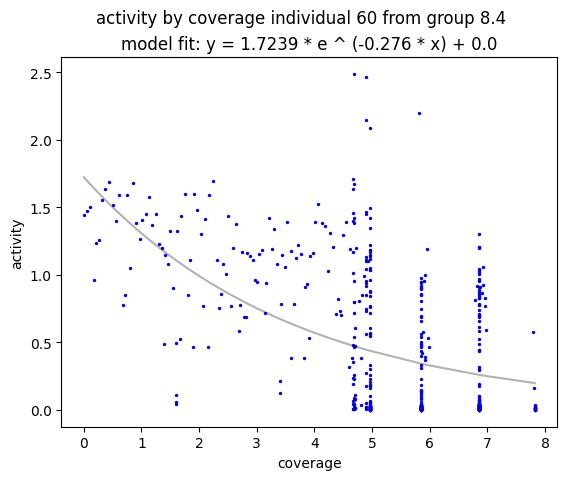 activity by coverage individual 60 from group 8.4
model fit: y = 1.7239 * e ^ (-0.276 * x) + 0.0
2.5
2.0
1.5
1.0
0.5
0.0
activity
0 1 2 3 4 5 6 7 8
coverage